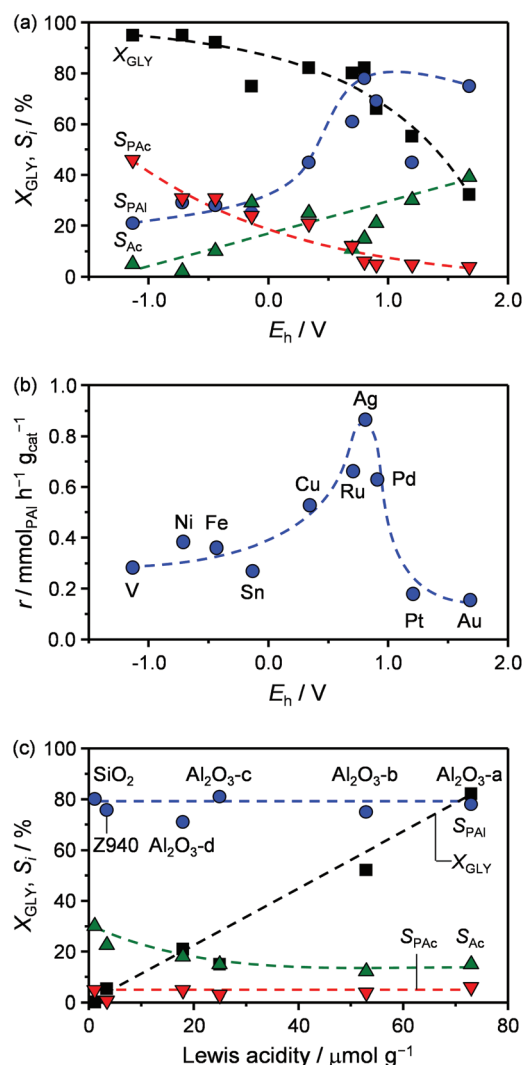 (a)
100
80
60
40
20
0
X_GLY, S_i / %
X_GLY
S_PAc
S_PAl
S_Ac
-1.0 0.0 1.0 2.0
E_h / V
(b)
1.0
0.8
0.6
0.4
0.2
0.0
r / mmol_PAl h⁻¹ g_cat⁻¹
Ag
Cu
Ru
Pd
Ni Fe
V
Sn
Pt
Au
-1.0 0.0 1.0 2.0
E_h / V
(c)
100
80
60
40
20
0
X_GLY, S_i / %
SiO₂ Al₂O₃-c Al₂O₃-b Al₂O₃-a
Z940 Al₂O₃-d
S_PAl
X_GLY
S_PAc S_Ac
0 20 40 60 80
Lewis acidity / μmol g⁻¹